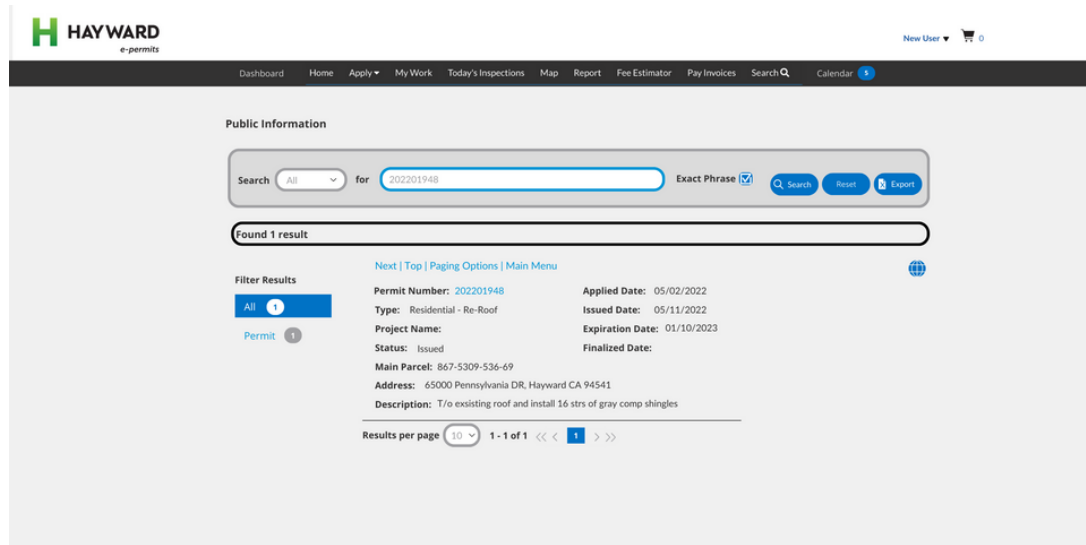 HAYWARD
e-permits
New User 0
Dashboard Home Apply My Work Today's Inspections Map Report Fee Estimator Pay Invoices Search Calendar 5
Public Information
Search All for 202201948 Exact Phrase Search Reset Export
Found 1 result
Next | Top | Paging Options | Main Menu
Filter Results
All 1
Permit 1
Permit Number: 202201948 Applied Date: 05/02/2022
Type: Residential - Re-Roof Issued Date: 05/11/2022
Project Name: Expiration Date: 01/10/2023
Status: Issued Finalized Date:
Main Parcel: 867-5309-536-69
Address: 65000 Pennsylvania DR, Hayward CA 94541
Description: T/o exsisting roof and install 16 strs of gray comp shingles
Results per page 10 1 - 1 of 1 << < 1 > >>